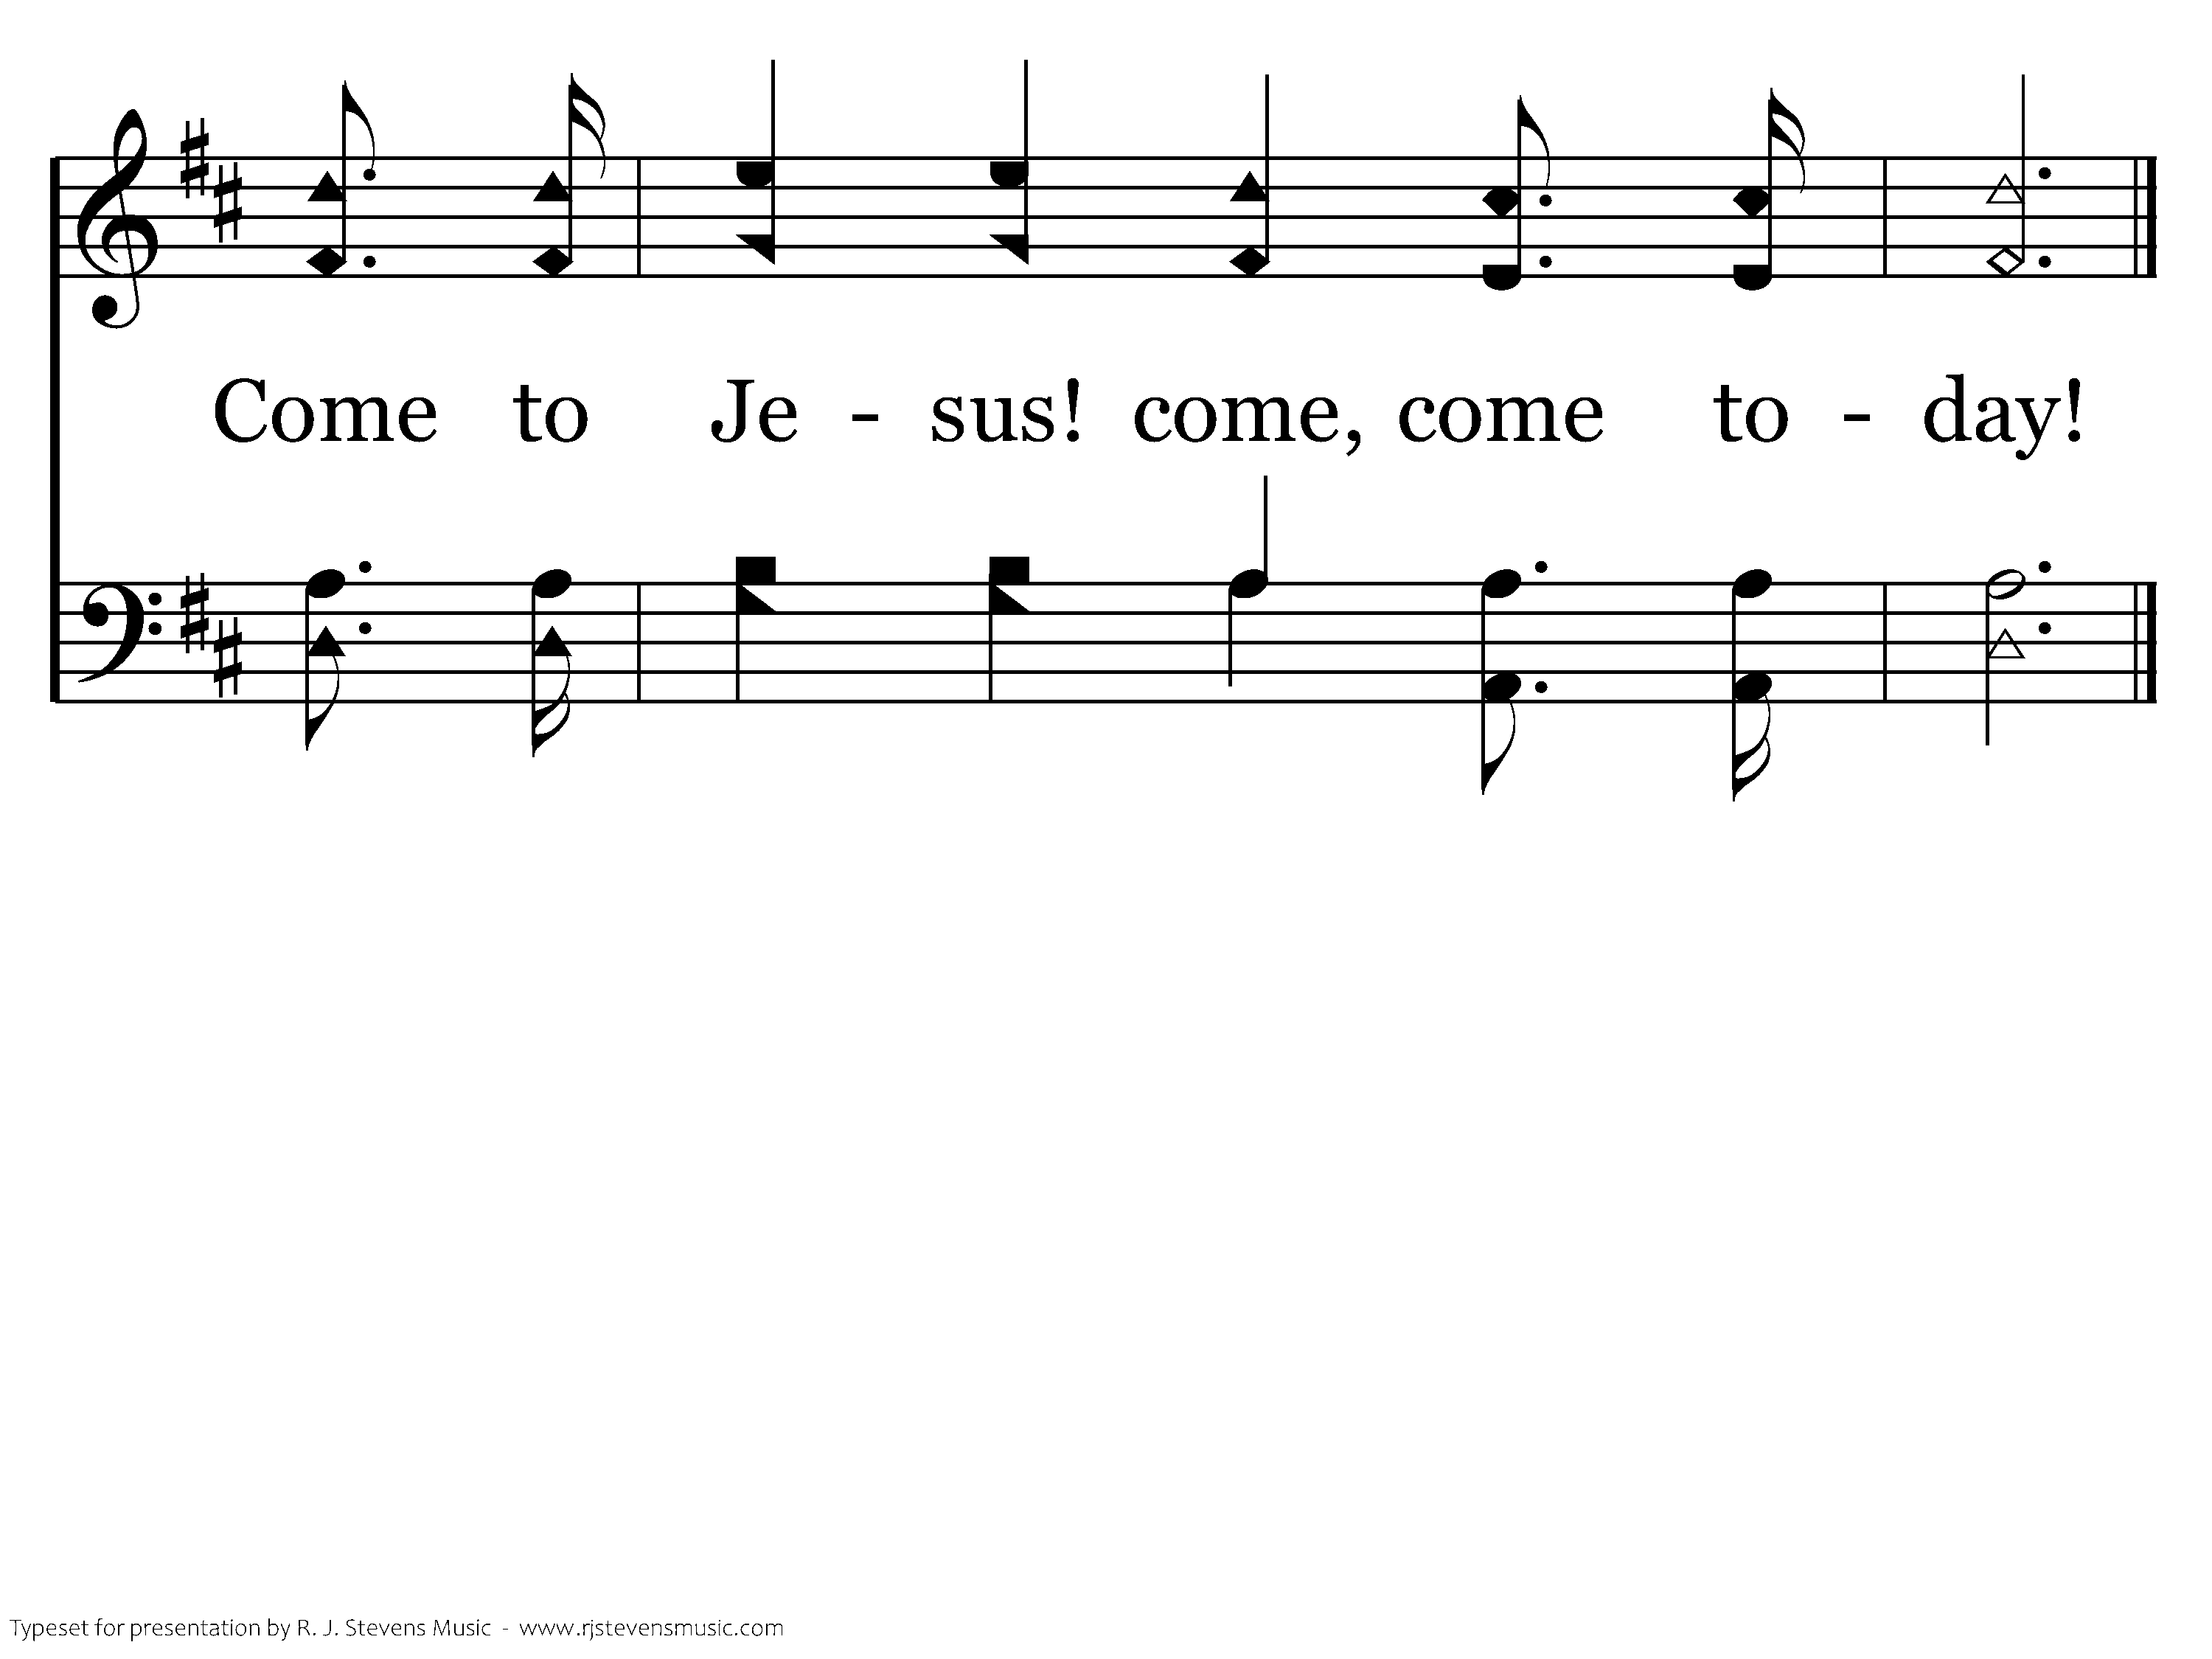 Come to Je - sus! come, come to - day!
Typeset for presentation by R. J. Stevens Music - www.rjstevensmusic.com